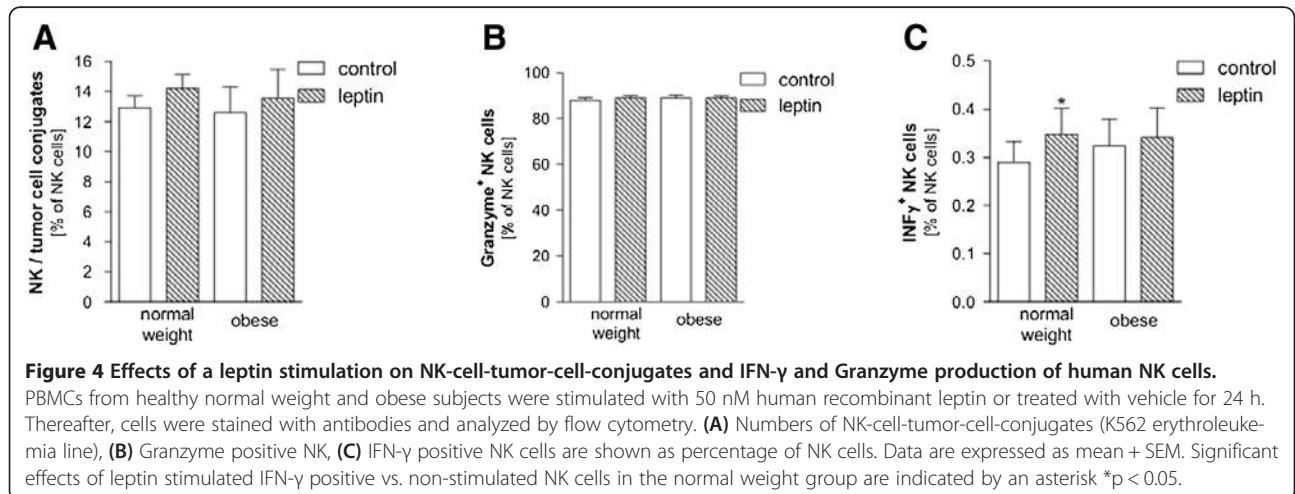 A
NK / tumor cell conjugates
[% of NK cells]
16
14
12
10
8
6
4
2
0
control
leptin
normal
weight
obese
B
Granzyme⁺ NK cells
[% of NK cells]
100
80
60
40
20
0
control
leptin
normal
weight
obese
C
INFγ⁺ NK cells
[% of NK cells]
0.5
0.4
0.3
0.2
0.1
0.0
control
leptin
*
normal
weight
obese
Figure 4 Effects of a leptin stimulation on NK-cell-tumor-cell-conjugates and IFN-γ and Granzyme production of human NK cells.
PBMCs from healthy normal weight and obese subjects were stimulated with 50 nM human recombinant leptin or treated with vehicle for 24 h.
Thereafter, cells were stained with antibodies and analyzed by flow cytometry. (A) Numbers of NK-cell-tumor-cell-conjugates (K562 erythroleuke-
mia line), (B) Granzyme positive NK, (C) IFN-γ positive NK cells are shown as percentage of NK cells. Data are expressed as mean + SEM. Significant
effects of leptin stimulated IFN-γ positive vs. non-stimulated NK cells in the normal weight group are indicated by an asterisk *p < 0.05.